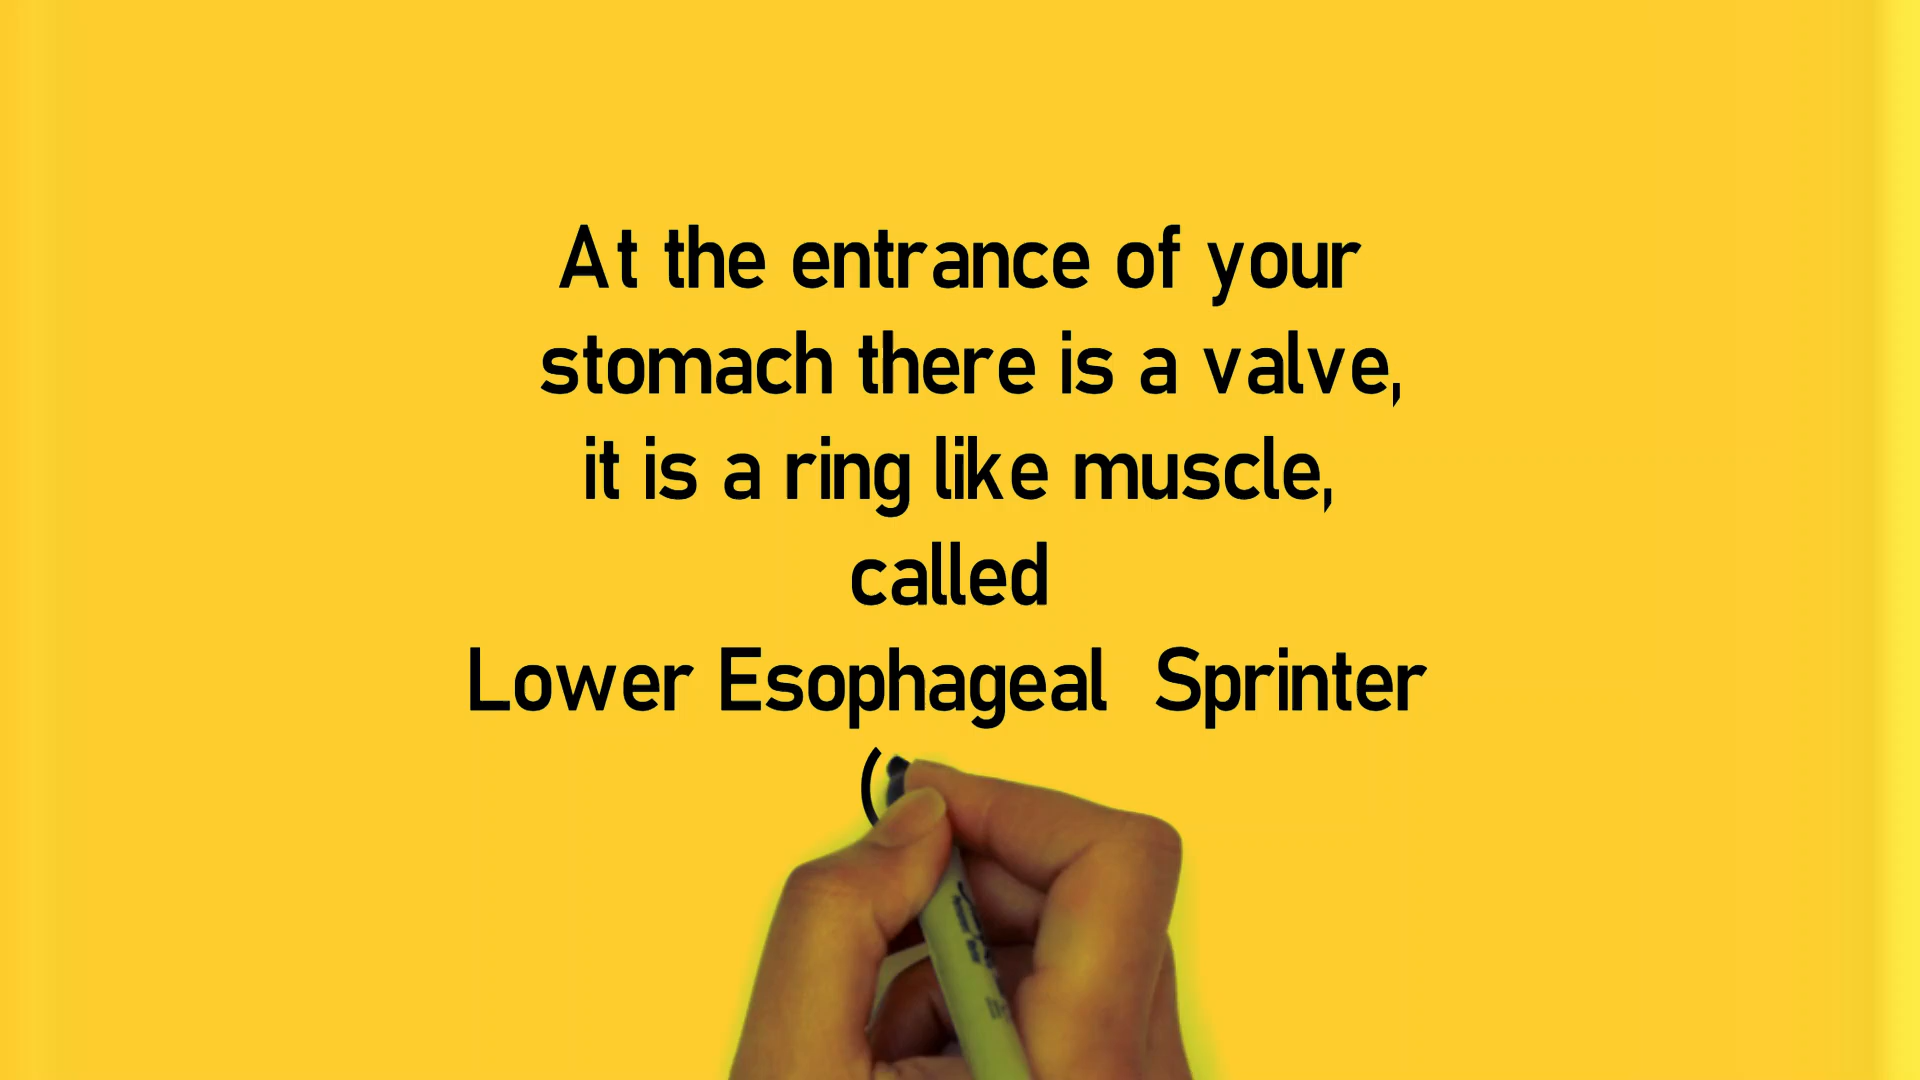 At the entrance of your
stomach there is a valve,
it is a ring like muscle,
called
Lower Esophageal Sprinter
(